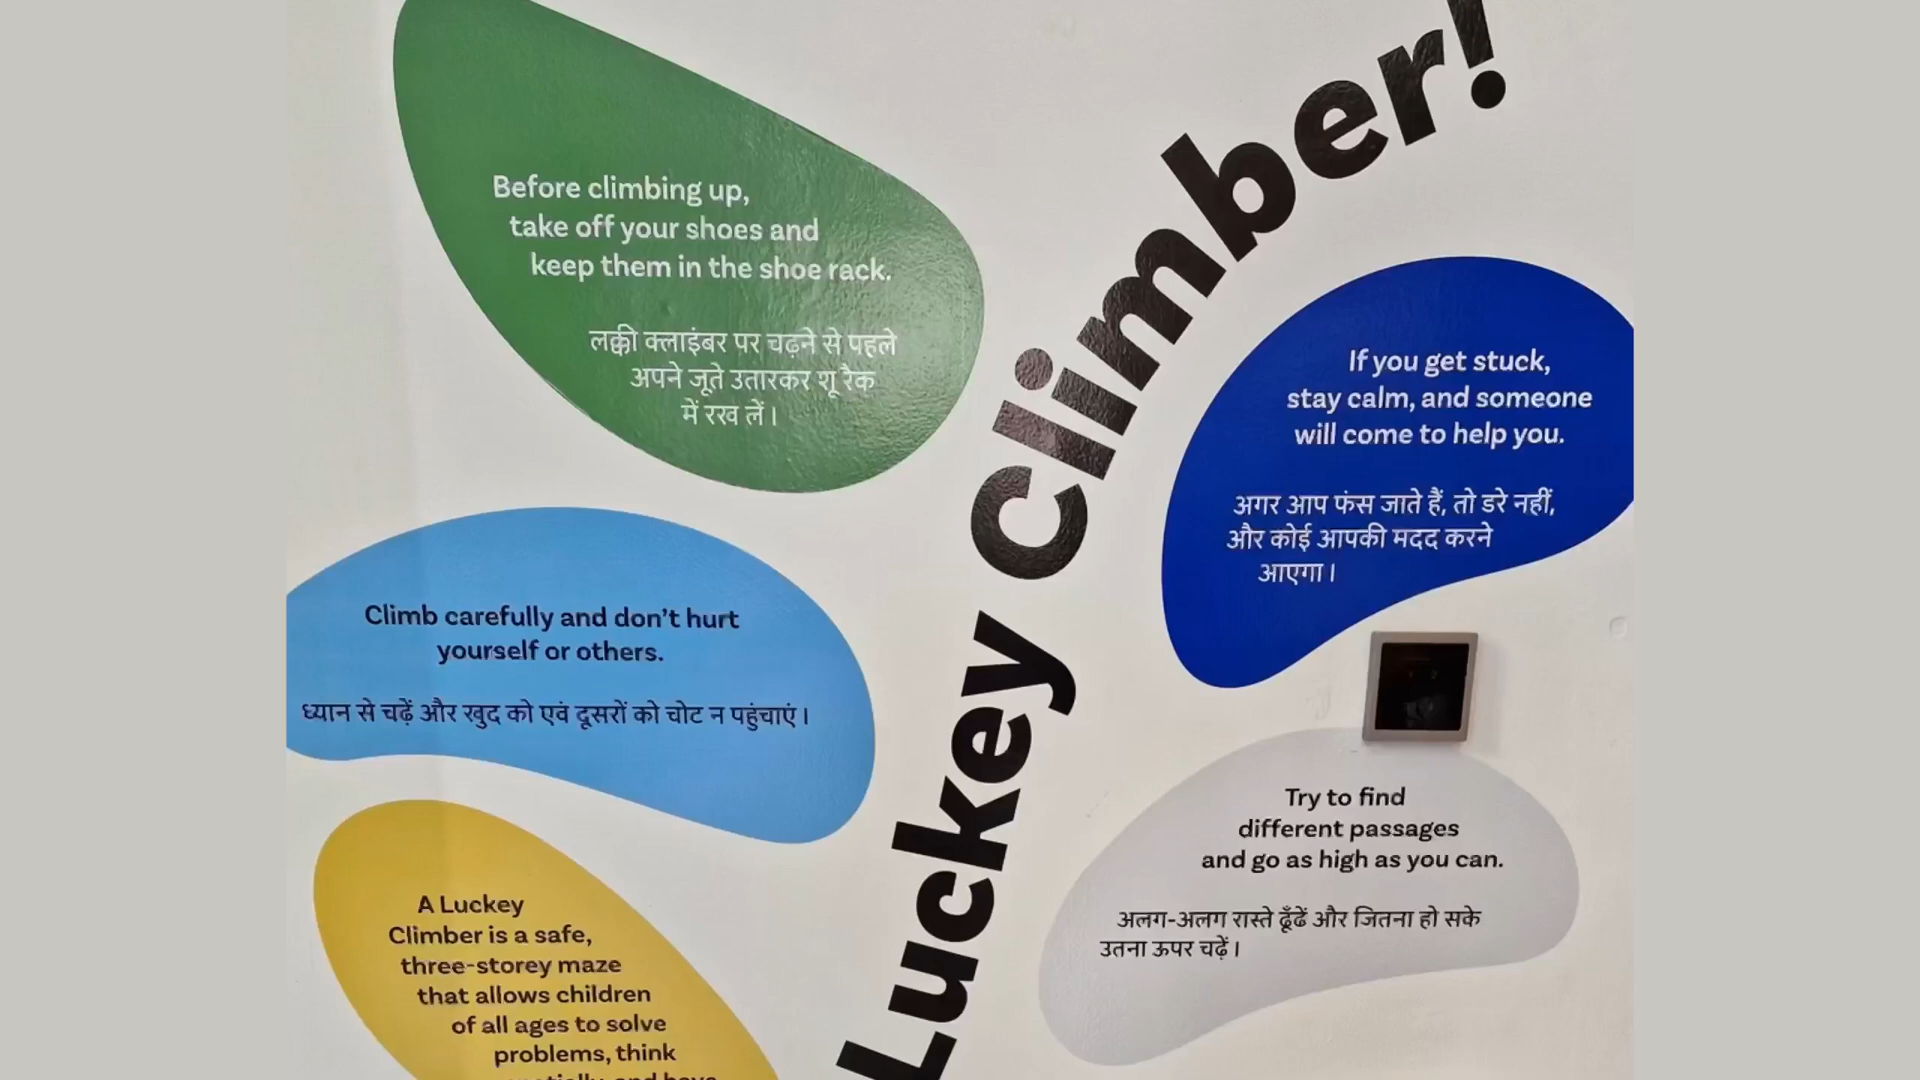 Luckey Climber!
Before climbing up,
take off your shoes and
keep them in the shoe rack.
लक्की क्लाइंबर पर चढ़ने से पहले
अपने जूते उतारकर शू रैक
में रख लें।
If you get stuck,
stay calm, and someone
will come to help you.
अगर आप फंस जाते हैं, तो डरे नहीं,
और कोई आपकी मदद करने
आएगा।
Climb carefully and don't hurt
yourself or others.
ध्यान से चढ़ें और खुद को एवं दूसरों को चोट न पहुंचाएं।
Try to find
different passages
and go as high as you can.
अलग-अलग रास्ते ढूँढें और जितना हो सके
उतना ऊपर चढ़ें।
A Luckey
Climber is a safe,
three-storey maze
that allows children
of all ages to solve
problems, think